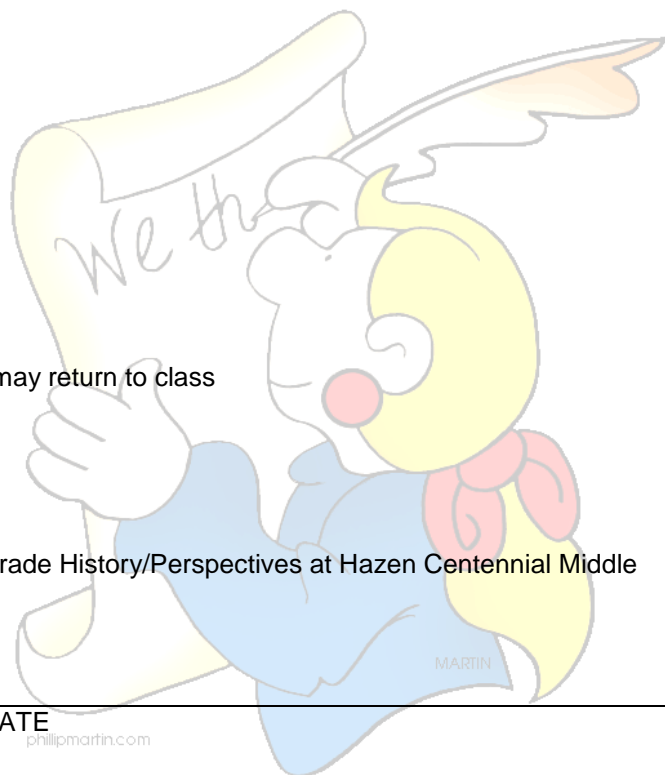 We th
may return to class
rade History/Perspectives at Hazen Centennial Middle
MARTIN
ATE
phillipmartin.com